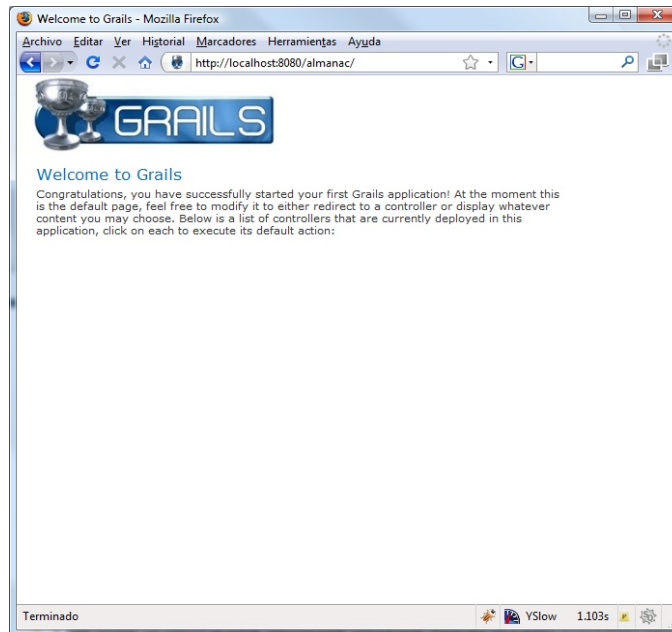 Welcome to Grails - Mozilla Firefox
Archivo Editar Ver Historial Marcadores Herramientas Ayuda
http://localhost:8080/almanac/
G
GRAILS
Welcome to Grails
Congratulations, you have successfully started your first Grails application! At the moment this
is the default page, feel free to modify it to either redirect to a controller or display whatever
content you may choose. Below is a list of controllers that are currently deployed in this
application, click on each to execute its default action:
Terminado YSlow 1.103s